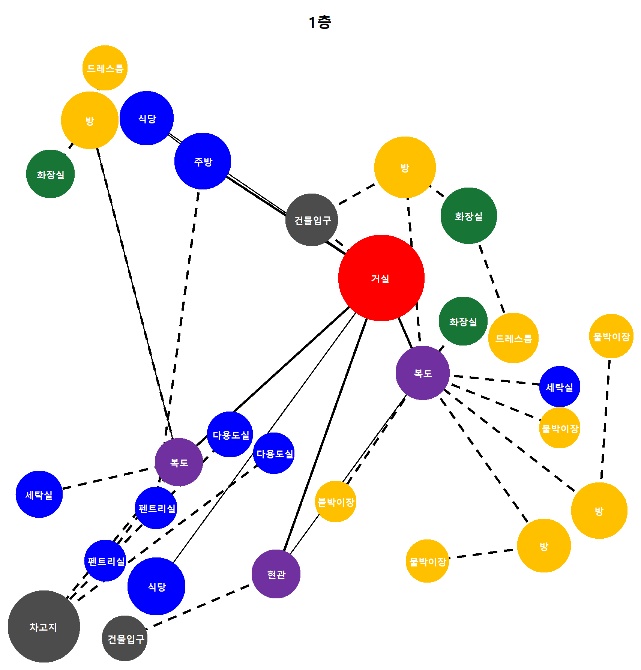 1층
드레스룸
방
식당
주방
방
화장실
건물입구
화장실
거실
화장실
드레스룸
붙박이장
복도
세탁실
붙박이장
다용도실
다용도실
복도
세탁실
펜트리실
붙박이장
방
방
펜트리실
식당
현관
붙박이장
차고지
건물입구